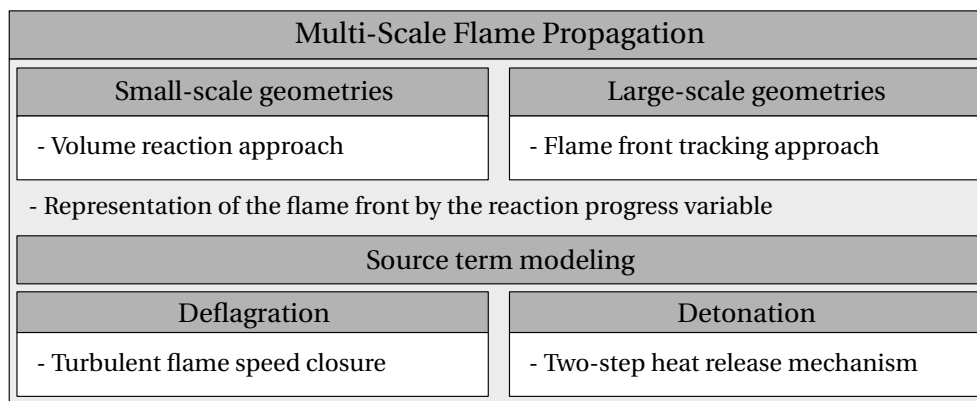 Multi-Scale Flame Propagation
Small-scale geometries
Large-scale geometries
- Volume reaction approach
- Flame front tracking approach
- Representation of the flame front by the reaction progress variable
Source term modeling
Deflagration
Detonation
- Turbulent flame speed closure
- Two-step heat release mechanism